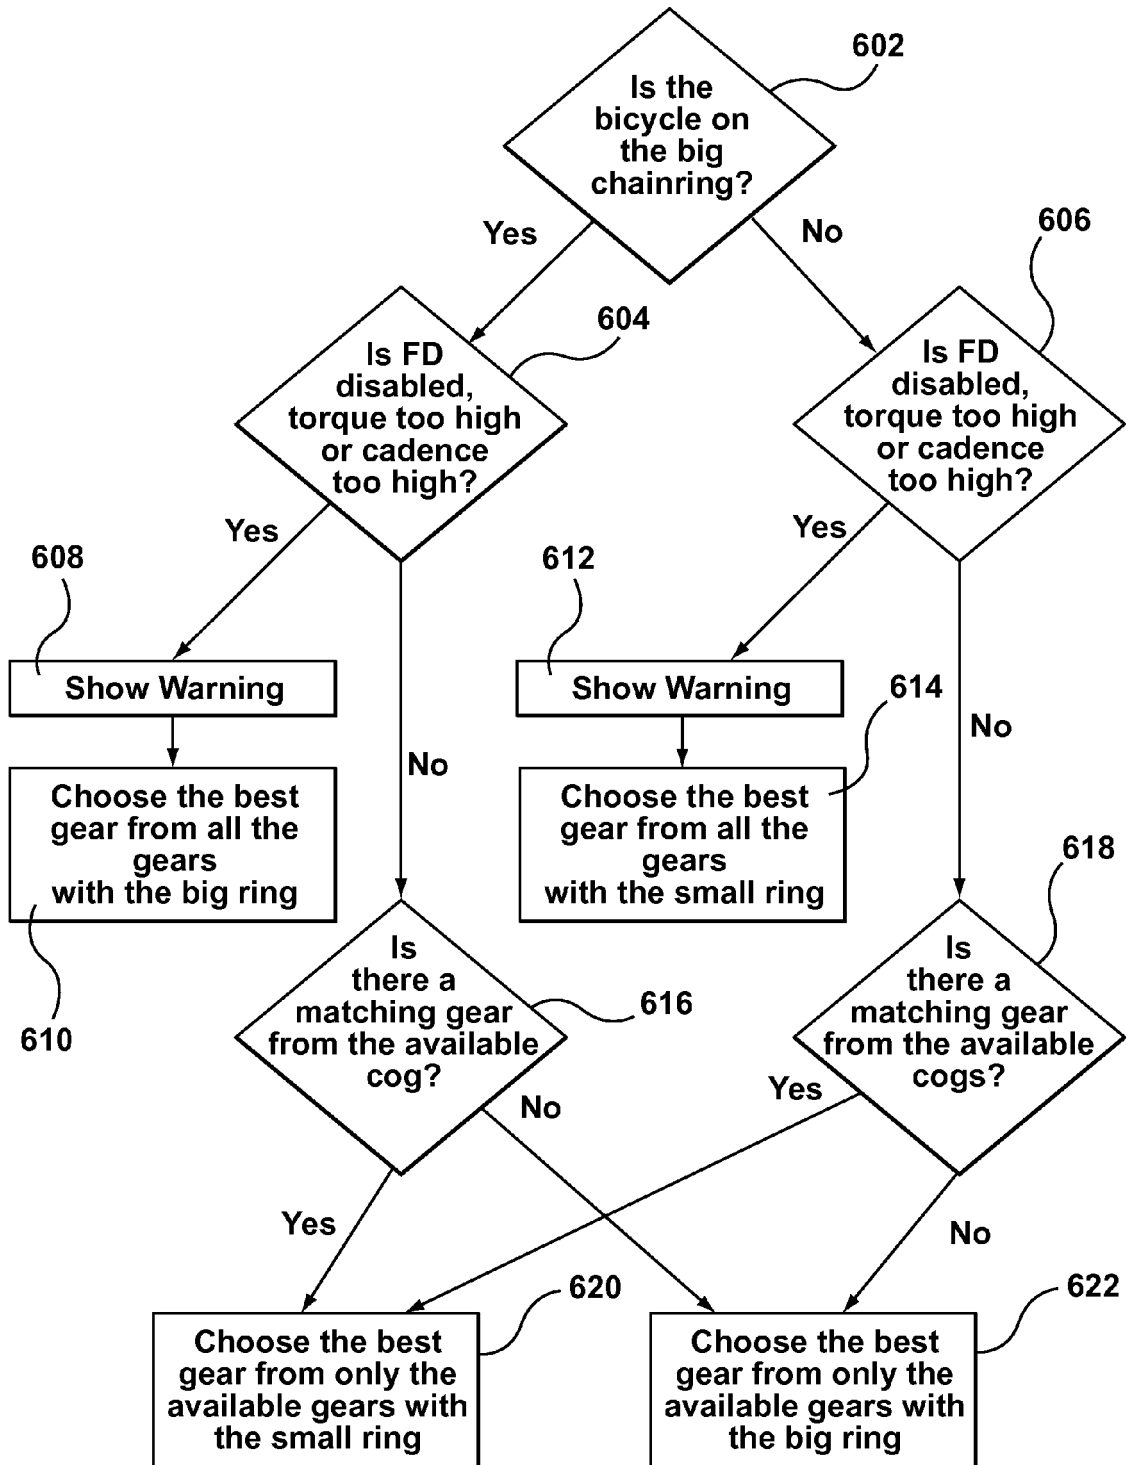 602
Is the
bicycle on
the big
chainring?
Yes
No
606
604
Is FD
disabled,
torque too high
or cadence
too high?
Is FD
disabled,
torque too high
or cadence
too high?
Yes
Yes
608
612
Show Warning
Show Warning
614
No
No
Choose the best
gear from all the
gears
with the big ring
Choose the best
gear from all the
gears
with the small ring
618
610
Is
there a
matching gear
from the available
cog?
616
Is
there a
matching gear
from the available
cogs?
No
Yes
Yes
No
620
622
Choose the best
gear from only the
available gears with
the small ring
Choose the best
gear from only the
available gears with
the big ring